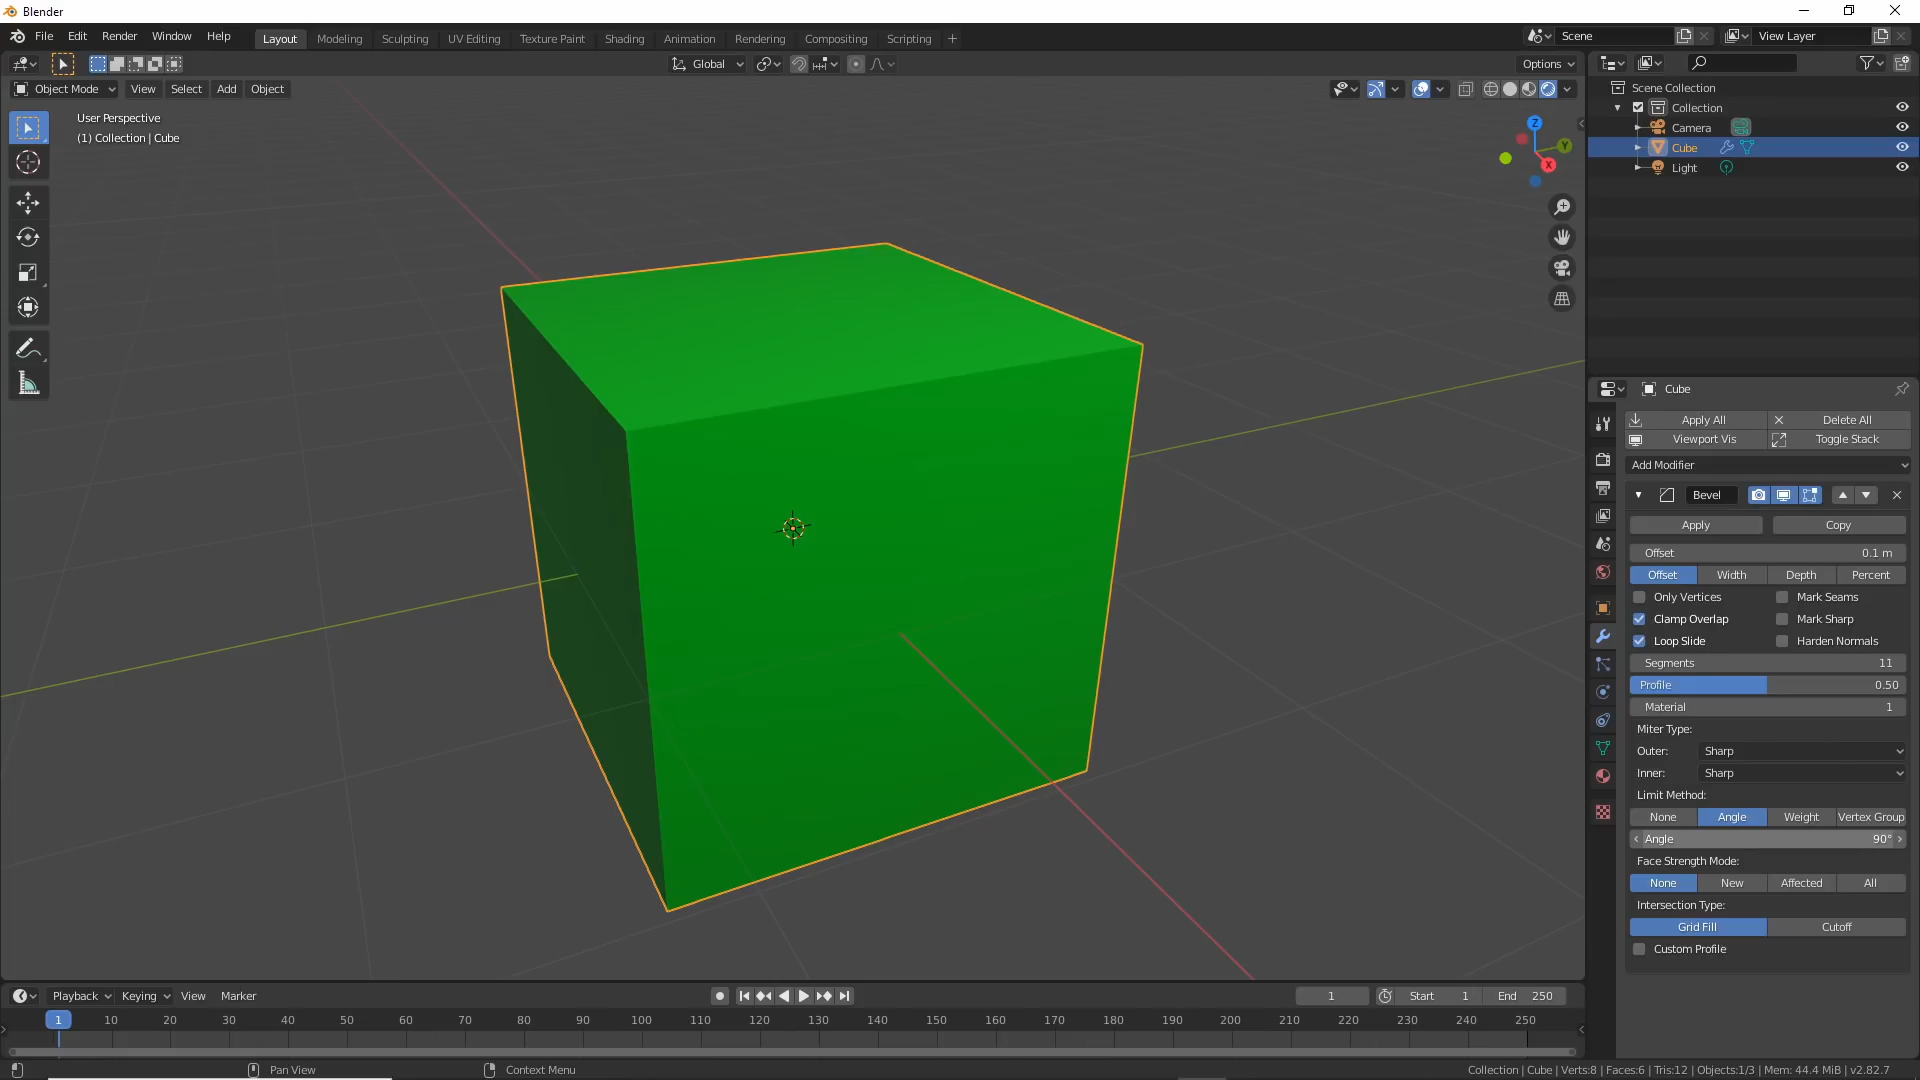 Blender
File Edit Render Window Help
Layout Modeling Sculpting UV Editing Texture Paint Shading Animation Rendering Compositing Scripting +
Scene
View Layer
Global
Options
Object Mode View Select Add Object
User Perspective
(1) Collection | Cube
Z
Y
X
Scene Collection
Collection
Camera
Cube
Light
Cube
Apply All Delete All
Viewport Vis Toggle Stack
Add Modifier
Bevel
Apply Copy
Offset 0.1 m
Offset Width Depth Percent
Only Vertices Mark Seams
Clamp Overlap Mark Sharp
Loop Slide Harden Normals
Segments 11
Profile 0.50
Material 1
Miter Type:
Outer: Sharp
Inner: Sharp
Limit Method:
None Angle Weight Vertex Group
Angle 90°
Face Strength Mode:
None New Affected All
Intersection Type:
Grid Fill Cutoff
Custom Profile
Playback Keying View Marker
1 Start 1 End 250
1 10 20 30 40 50 60 70 80 90 100 110 120 130 140 150 160 170 180 190 200 210 220 230 240 250
Pan View
Context Menu
Collection | Cube | Verts:8 | Faces:6 | Tris:12 | Objects:1/3 | Mem: 44.4 MiB | v2.82.7